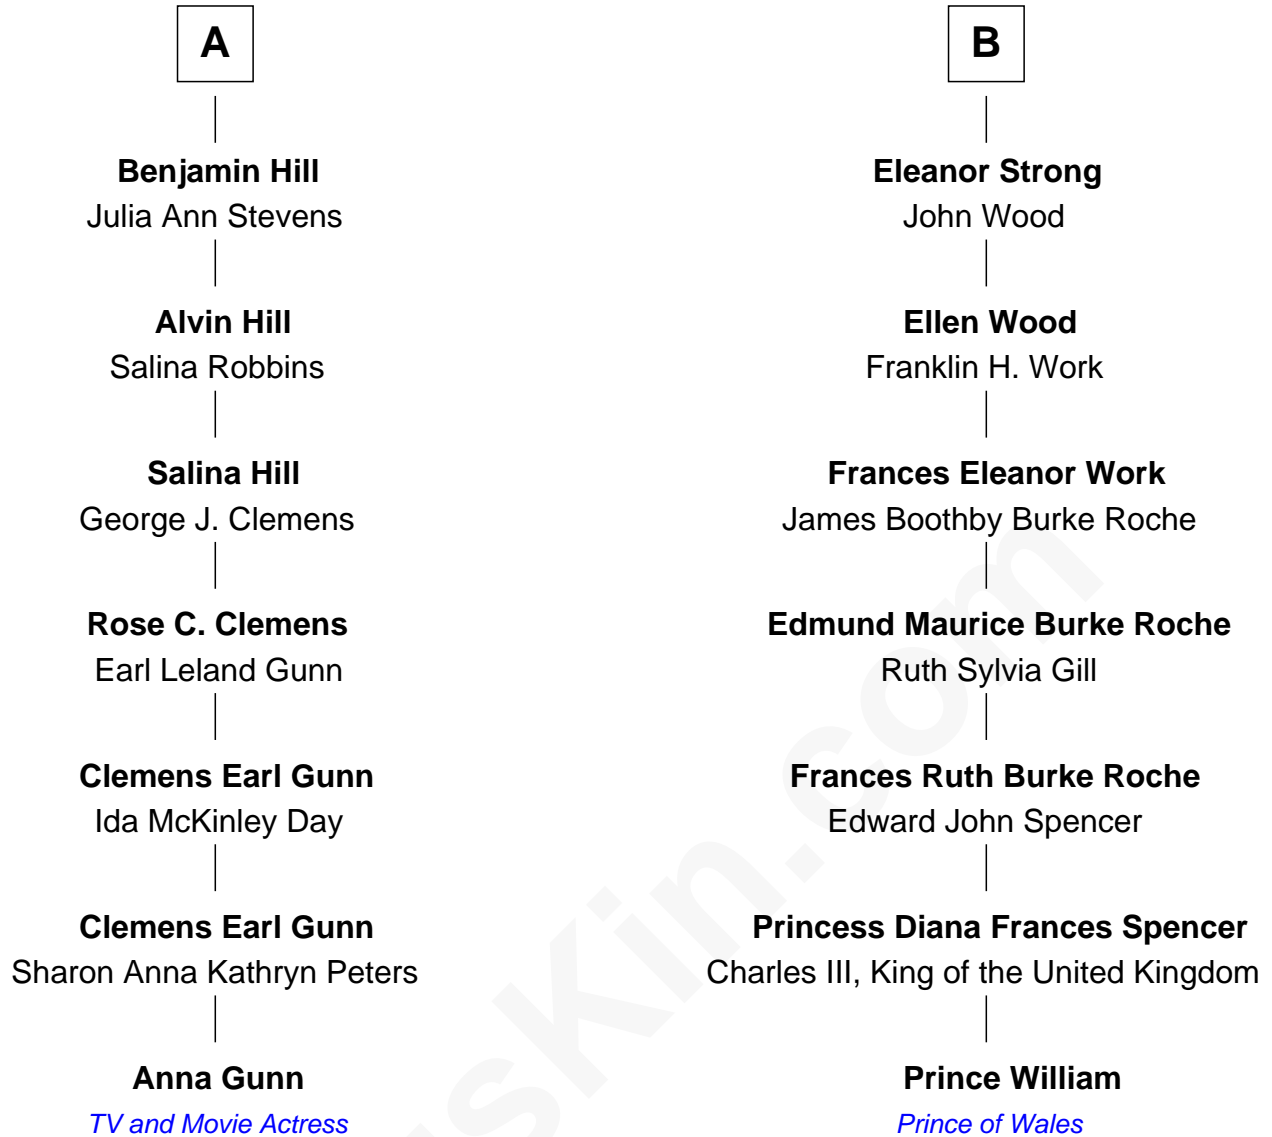 A
Benjamin Hill
Julia Ann Stevens
Alvin Hill
Salina Robbins
Salina Hill
George J. Clemens
Rose C. Clemens
Earl Leland Gunn
Clemens Earl Gunn
Ida McKinley Day
Clemens Earl Gunn
Sharon Anna Kathryn Peters
Anna Gunn
TV and Movie Actress
B
Eleanor Strong
John Wood
Ellen Wood
Franklin H. Work
Frances Eleanor Work
James Boothby Burke Roche
Edmund Maurice Burke Roche
Ruth Sylvia Gill
Frances Ruth Burke Roche
Edward John Spencer
Princess Diana Frances Spencer
Charles III, King of the United Kingdom
Prince William
Prince of Wales